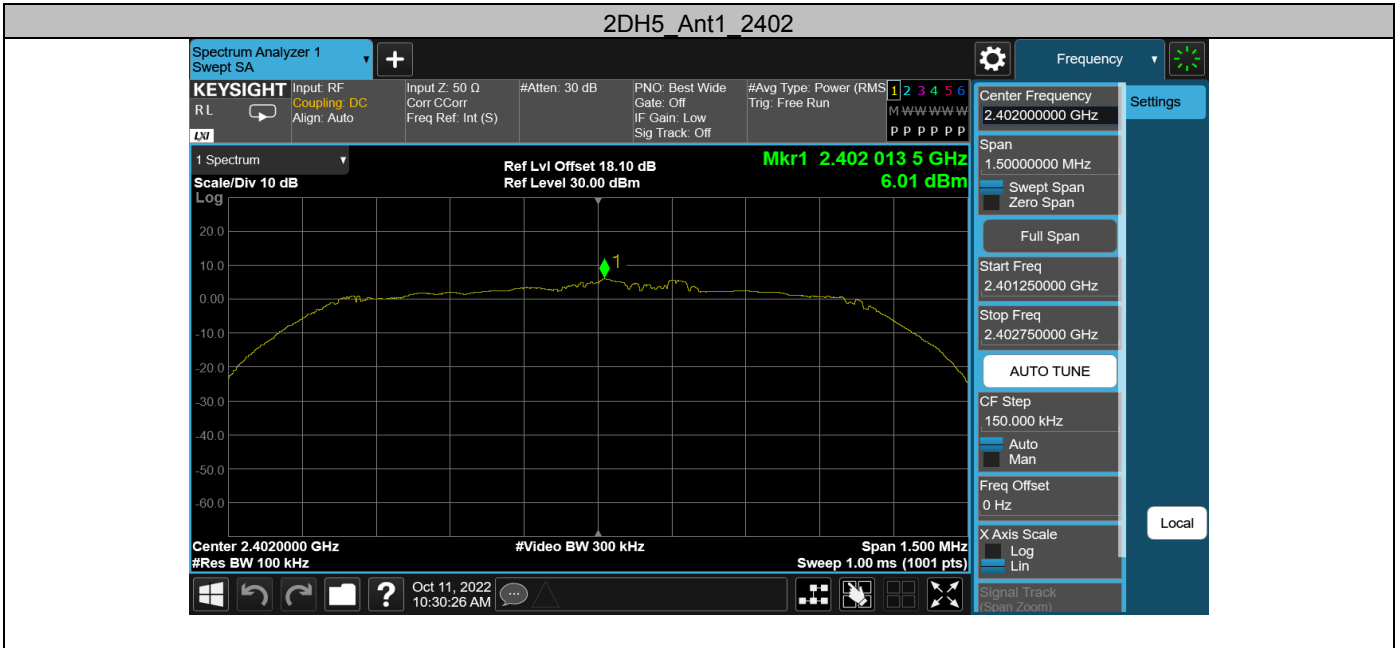 2DH5_Ant1_2402
Spectrum Analyzer 1
Swept SA
+
Frequency
KEYSIGHT
RL
LXI
Input: RF
Coupling: DC
Align: Auto
Input Z: 50 Ω
Corr CCorr
Freq Ref: Int (S)
#Atten: 30 dB
PNO: Best Wide
Gate: Off
IF Gain: Low
Sig Track: Off
#Avg Type: Power (RMS
Trig: Free Run
1 2 3 4 5 6
M W W W W W
P P P P P P
1 Spectrum
Scale/Div 10 dB
Log
Ref Lvl Offset 18.10 dB
Ref Level 30.00 dBm
Mkr1 2.402 013 5 GHz
6.01 dBm
1
20.0
10.0
0.00
-10.0
-20.0
-30.0
-40.0
-50.0
-60.0
Center 2.4020000 GHz
#Video BW 300 kHz
Span 1.500 MHz
#Res BW 100 kHz
Sweep 1.00 ms (1001 pts)
?
Oct 11, 2022
10:30:26 AM
Center Frequency
2.402000000 GHz
Span
1.50000000 MHz
Swept Span
Zero Span
Full Span
Start Freq
2.401250000 GHz
Stop Freq
2.402750000 GHz
AUTO TUNE
CF Step
150.000 kHz
Auto
Man
Freq Offset
0 Hz
X Axis Scale
Log
Lin
Signal Track
(Span Zoom)
Settings
Local